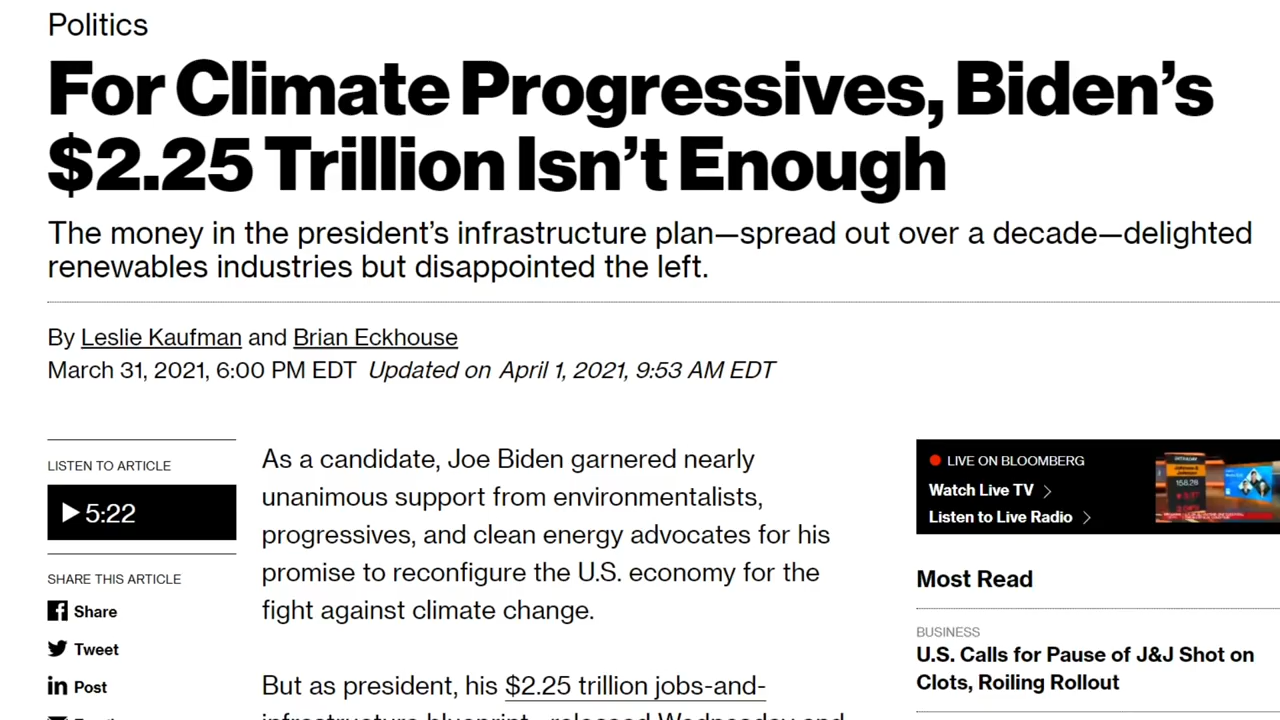 Politics
For Climate Progressives, Biden’s
$2.25 Trillion Isn’t Enough
The money in the president’s infrastructure plan—spread out over a decade—delighted
renewables industries but disappointed the left.
By Leslie Kaufman and Brian Eckhouse
March 31, 2021, 6:00 PM EDT Updated on April 1, 2021, 9:53 AM EDT
LISTEN TO ARTICLE
5:22
SHARE THIS ARTICLE
Share
Tweet
Post
As a candidate, Joe Biden garnered nearly
unanimous support from environmentalists,
progressives, and clean energy advocates for his
promise to reconfigure the U.S. economy for the
fight against climate change.
But as president, his $2.25 trillion jobs-and-
infrastructure blueprint—released Wednesday and
LIVE ON BLOOMBERG
Watch Live TV
Listen to Live Radio
Most Read
BUSINESS
U.S. Calls for Pause of J&J Shot on
Clots, Roiling Rollout